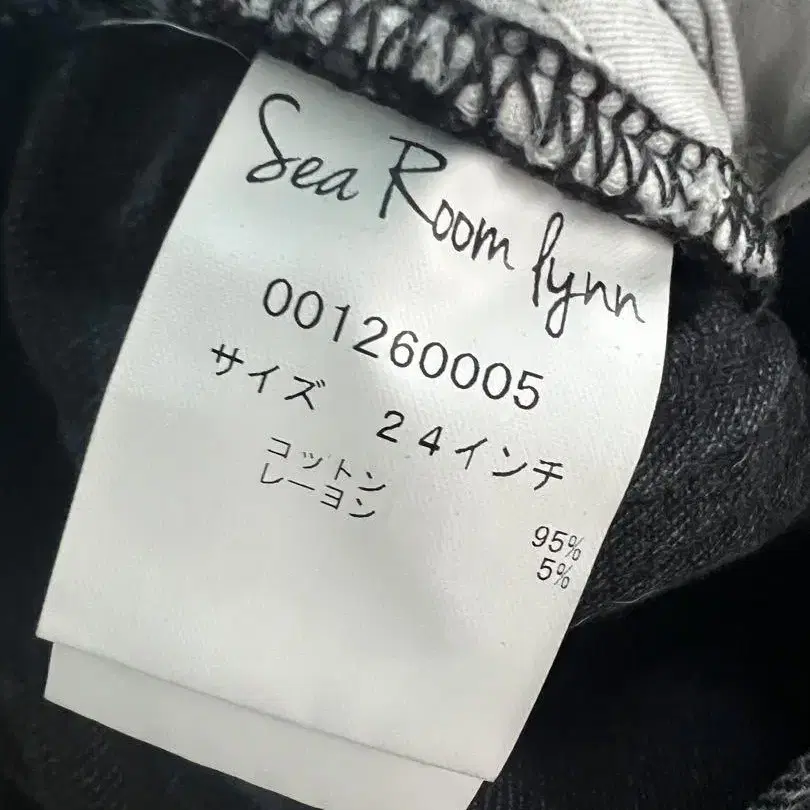 Sea Room lynn
001260005
サイズ　24インチ
コットン 95%
レーヨン 5%